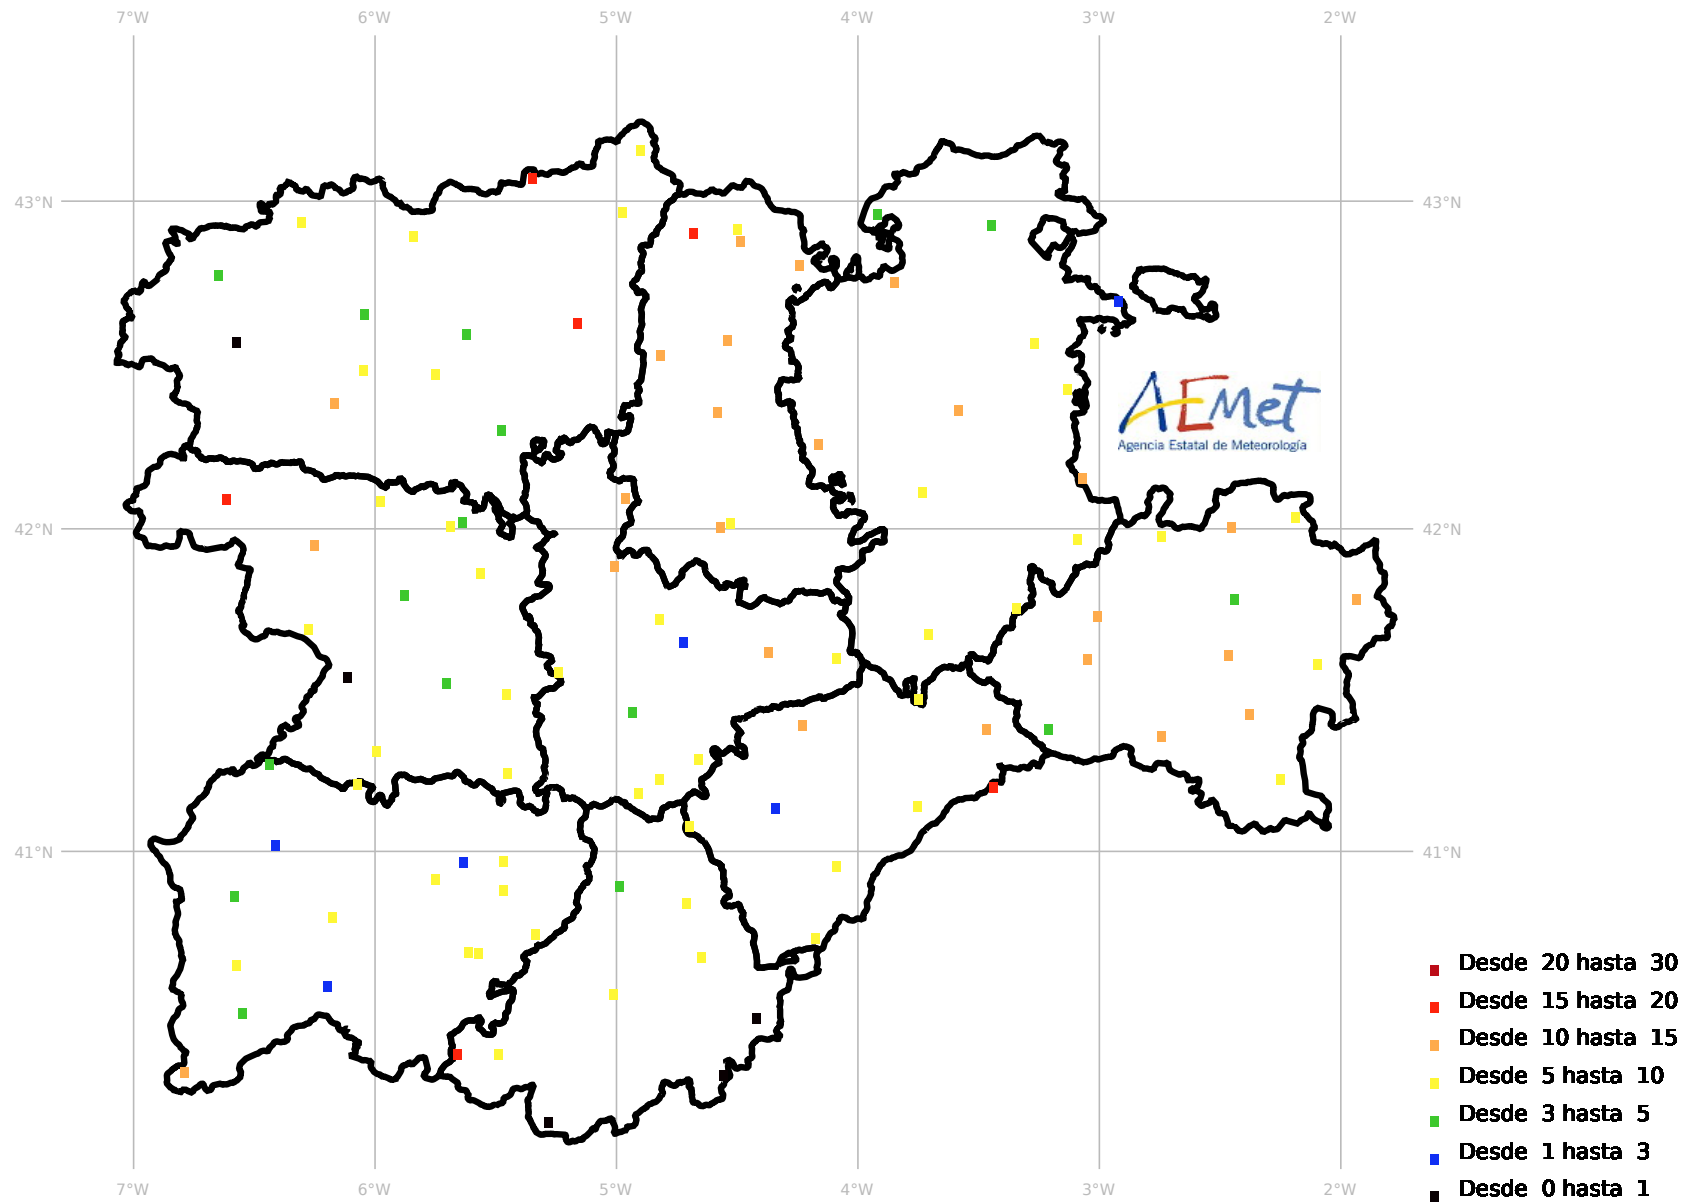 7°W 6°W 5°W 4°W 3°W 2°W
43°N 43°N
AEMet
Agencia Estatal de Meteorología
42°N 42°N
41°N 41°N
Desde 20 hasta 30
Desde 15 hasta 20
Desde 10 hasta 15
Desde 5 hasta 10
Desde 3 hasta 5
Desde 1 hasta 3
Desde 0 hasta 1
7°W 6°W 5°W 4°W 3°W 2°W